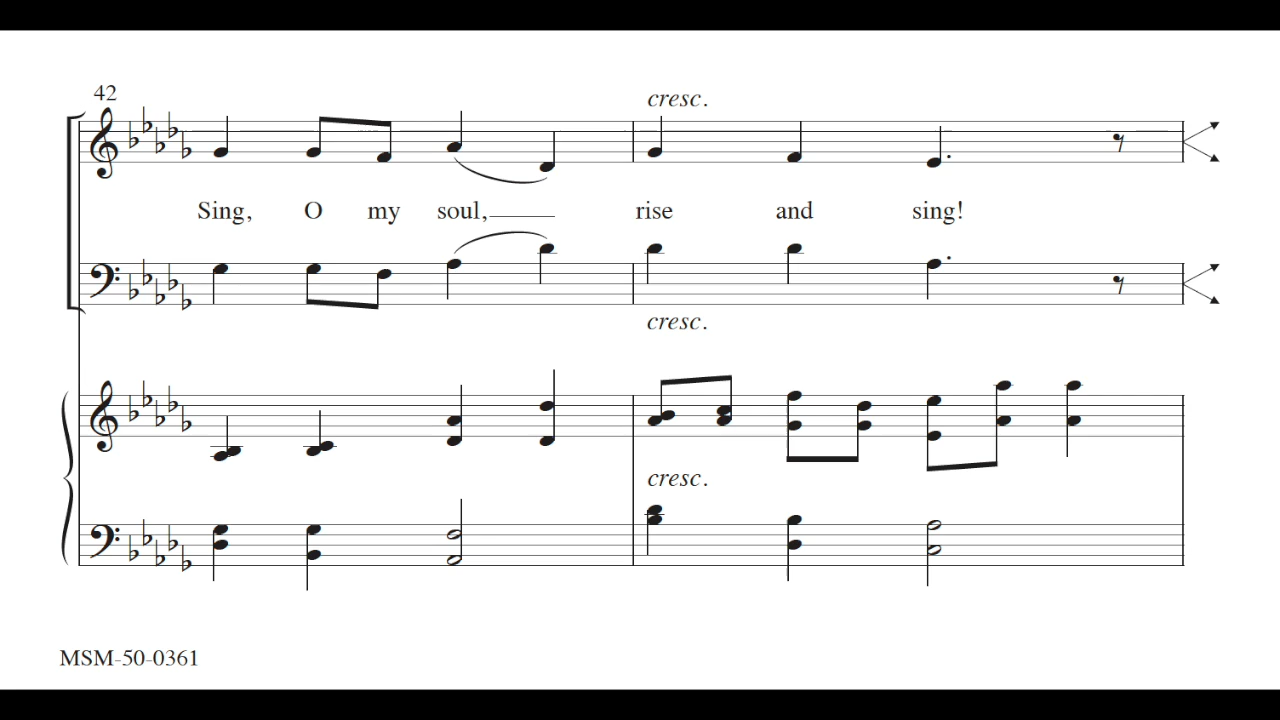 42
cresc.
Sing, O my soul, rise and sing!
cresc.
cresc.
MSM-50-0361